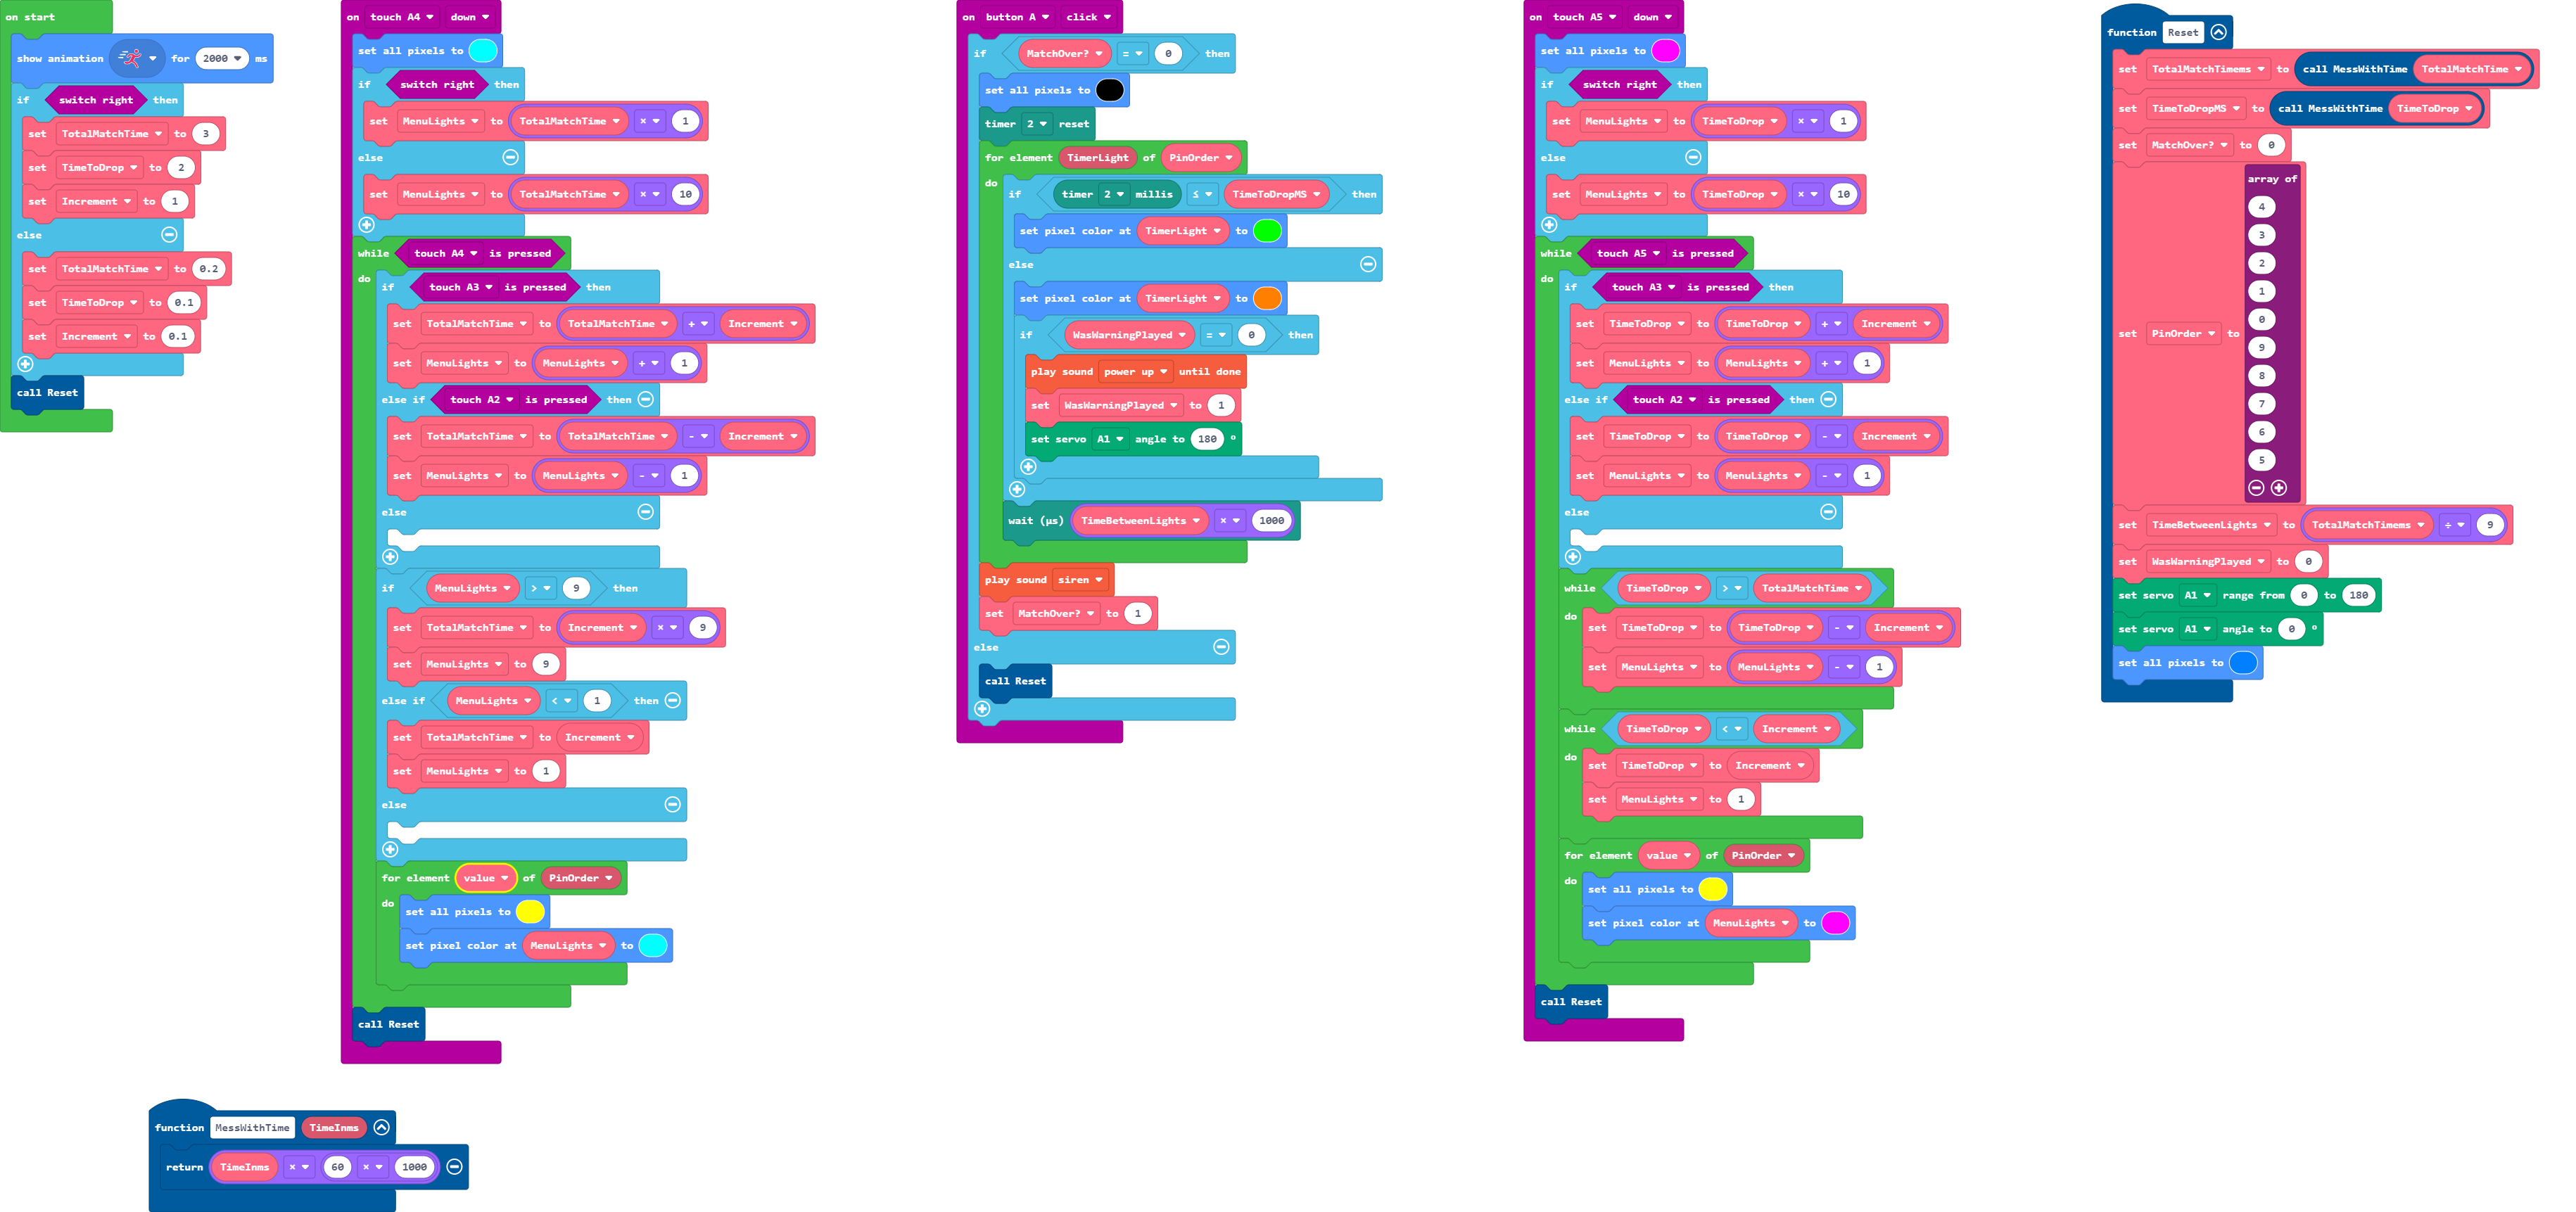 on start
show animation for 2000 ms
if switch right then
set TotalMatchTime to 3
set TimeToDrop to 2
set Increment to 1
else
set TotalMatchTime to 0.2
set TimeToDrop to 0.1
set Increment to 0.1
call Reset
on touch A4 down
set all pixels to
if switch right then
set MenuLights to TotalMatchTime × 1
else
set MenuLights to TotalMatchTime × 10
while touch A4 is pressed
do
if touch A3 is pressed then
set TotalMatchTime to TotalMatchTime + Increment
set MenuLights to MenuLights + 1
else if touch A2 is pressed then
set TotalMatchTime to TotalMatchTime - Increment
set MenuLights to MenuLights - 1
else
if MenuLights > 9 then
set TotalMatchTime to Increment × 9
set MenuLights to 9
else if MenuLights < 1 then
set TotalMatchTime to Increment
set MenuLights to 1
else
for element value of PinOrder
do
set all pixels to
set pixel color at MenuLights to
call Reset
on button A click
if MatchOver? = 0 then
set all pixels to
timer 2 reset
for element TimerLight of PinOrder
do
if timer 2 millis ≤ TimeToDropMS then
set pixel color at TimerLight to
else
set pixel color at TimerLight to
if WasWarningPlayed = 0 then
play sound power up until done
set WasWarningPlayed to 1
set servo A1 angle to 180 °
wait (µs) TimeBetweenLights × 1000
play sound siren
set MatchOver? to 1
else
call Reset
on touch A5 down
set all pixels to
if switch right then
set MenuLights to TimeToDrop × 1
else
set MenuLights to TimeToDrop × 10
while touch A5 is pressed
do
if touch A3 is pressed then
set TimeToDrop to TimeToDrop + Increment
set MenuLights to MenuLights + 1
else if touch A2 is pressed then
set TimeToDrop to TimeToDrop - Increment
set MenuLights to MenuLights - 1
else
while TimeToDrop > TotalMatchTime
do
set TimeToDrop to TimeToDrop - Increment
set MenuLights to MenuLights - 1
while TimeToDrop < Increment
do
set TimeToDrop to Increment
set MenuLights to 1
for element value of PinOrder
do
set all pixels to
set pixel color at MenuLights to
call Reset
function Reset
set TotalMatchTimems to call MessWithTime TotalMatchTime
set TimeToDropMS to call MessWithTime TimeToDrop
set MatchOver? to 0
set PinOrder to
array of
4
3
2
1
0
9
8
7
6
5
set TimeBetweenLights to TotalMatchTimems ÷ 9
set WasWarningPlayed to 0
set servo A1 range from 0 to 180
set servo A1 angle to 0 °
set all pixels to
function MessWithTime TimeInms
return TimeInms × 60 × 1000